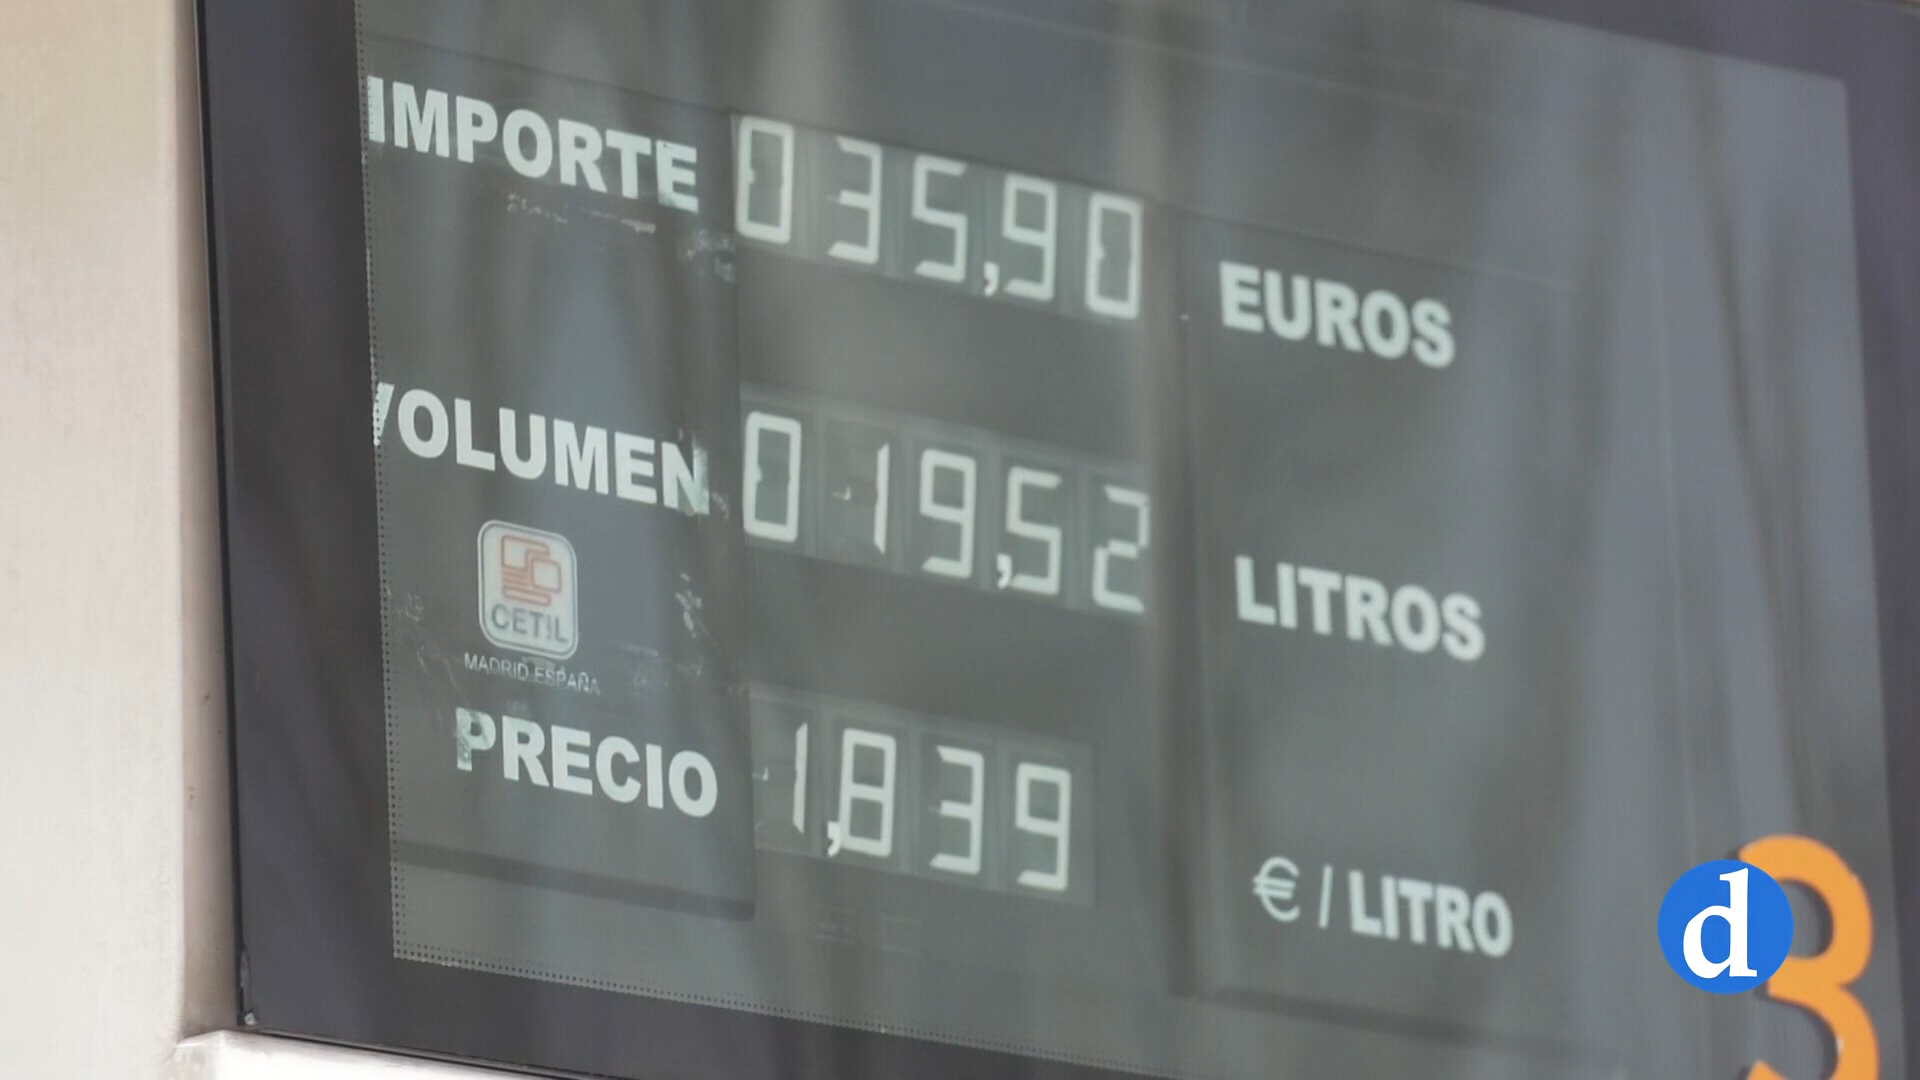 IMPORTE 035,90 EUROS
VOLUMEN 019,52 LITROS
CETIL
MADRID-ESPAÑA
PRECIO 1,839 € / LITRO
d
3